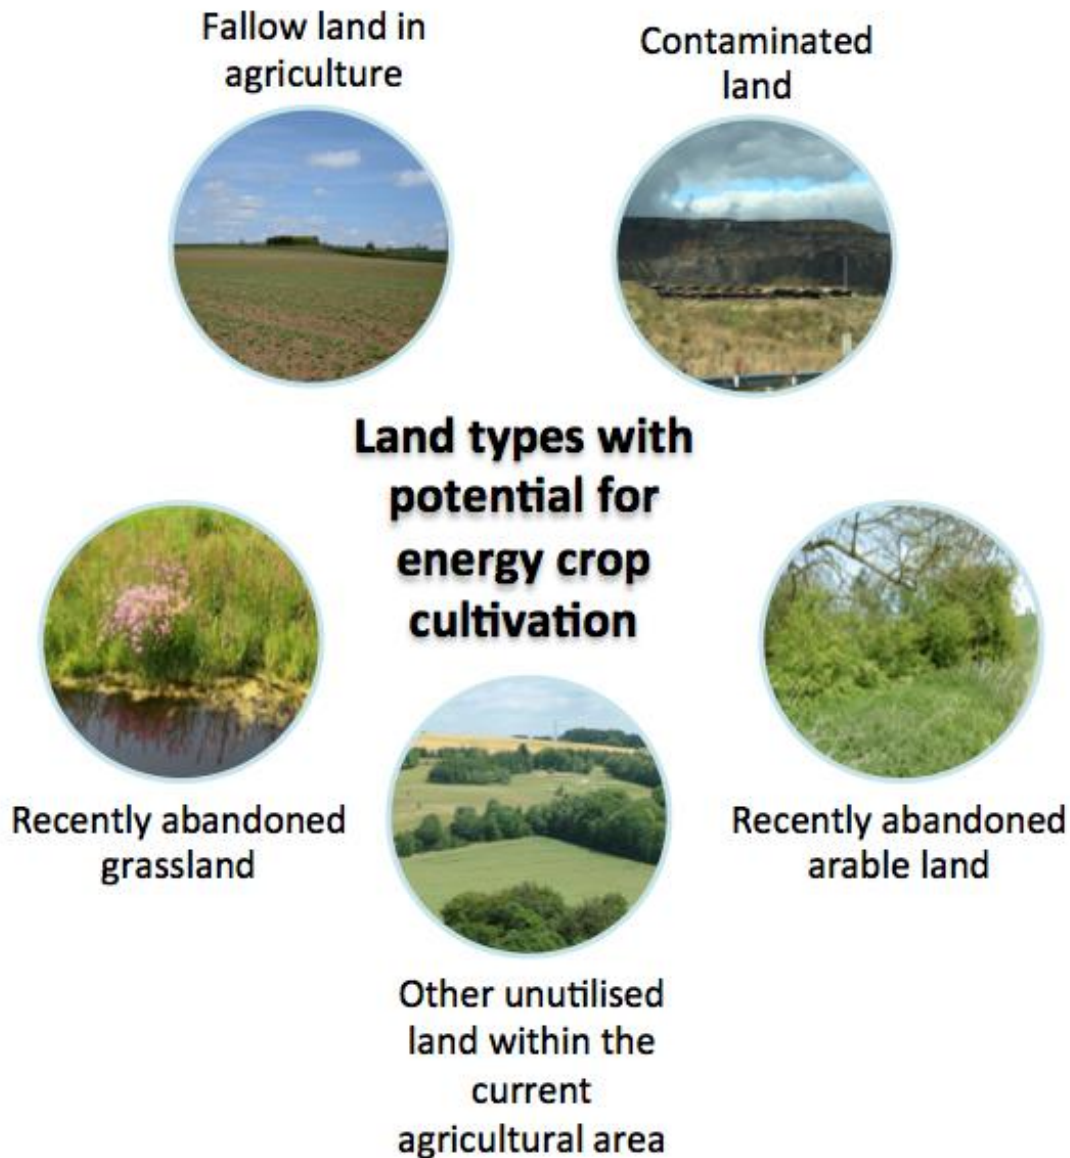 Fallow land in
agriculture
Contaminated
land
Land types with
potential for
energy crop
cultivation
Recently abandoned
grassland
Recently abandoned
arable land
Other unutilised
land within the
current
agricultural area